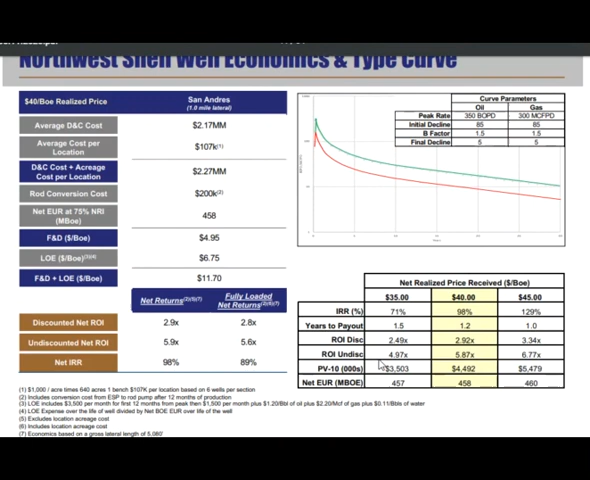 Northwest Shelf Well Economics & Type Curve
$40/Boe Realized Price
San Andres
(1.0 mile lateral)
Average D&C Cost
$2.17MM
Average Cost per
Location
$107k(1)
D&C Cost + Acreage
Cost per Location
$2.27MM
Rod Conversion Cost
$200k(2)
Net EUR at 75% NRI
(MBoe)
458
F&D ($/Boe)
$4.95
LOE ($/Boe)(3)(4)
$6.75
F&D + LOE ($/Boe)
$11.70
Net Returns(2)(5)(7)
Fully Loaded
Net Returns(2)(6)(7)
Discounted Net ROI
2.9x
2.8x
Undiscounted Net ROI
5.9x
5.6x
Net IRR
98%
89%
Curve Parameters
Oil Gas
Peak Rate 350 BOPD 300 MCFPD
Initial Decline 85 85
B Factor 1.5 1.5
Final Decline 5 5
Net Realized Price Received ($/Boe)
$35.00 $40.00 $45.00
IRR (%) 71% 98% 129%
Years to Payout 1.5 1.2 1.0
ROI Disc 2.49x 2.92x 3.34x
ROI Undisc 4.97x 5.87x 6.77x
PV-10 (000s) $3,503 $4,492 $5,479
Net EUR (MBOE) 457 458 460
(1) $1,000 / acre times 640 acres 1 bench $107K per location based on 6 wells per section
(2) Includes conversion cost from ESP to rod pump after 12 months of production
(3) LOE includes $3,500 per month for first 12 months from peak then $1,500 per month plus $1.20/Bbl of oil plus $2.20/Mcf of gas plus $0.11/Bbls of water
(4) LOE Expense over the life of well divided by Net BOE EUR over life of the well
(5) Excludes location acreage cost
(6) Includes location acreage cost
(7) Economics based on a gross lateral length of 5,080'